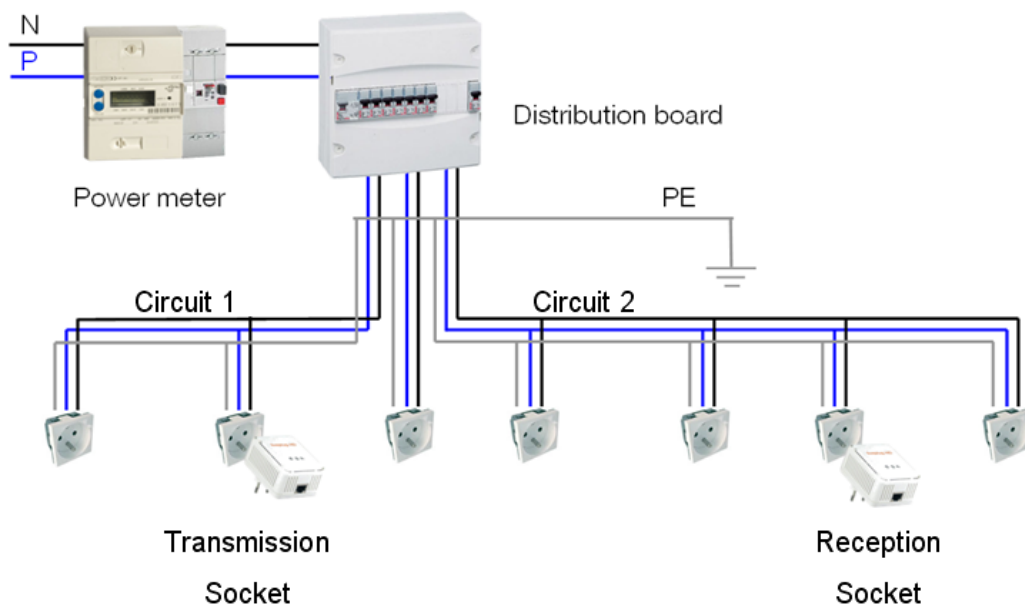 N
P
Power meter
Distribution board
PE
Circuit 1
Circuit 2
Transmission
Socket
Reception
Socket